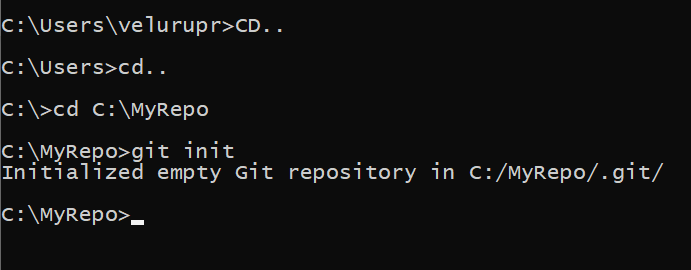 C:\Users\velurupr>CD..
C:\Users>cd..
C:\>cd C:\MyRepo
C:\MyRepo>git init
Initialized empty Git repository in C:/MyRepo/.git/
C:\MyRepo>